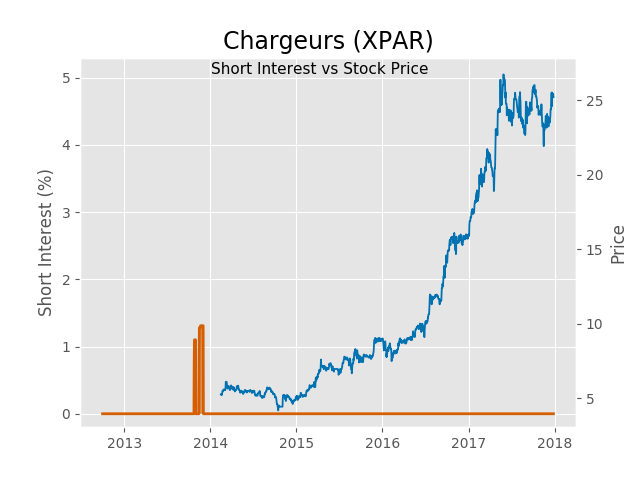 Chargeurs (XPAR)
Short Interest vs Stock Price
Short Interest (%)
5
4
3
2
1
0
25
20
15
10
5
Price
2013 2014 2015 2016 2017 2018